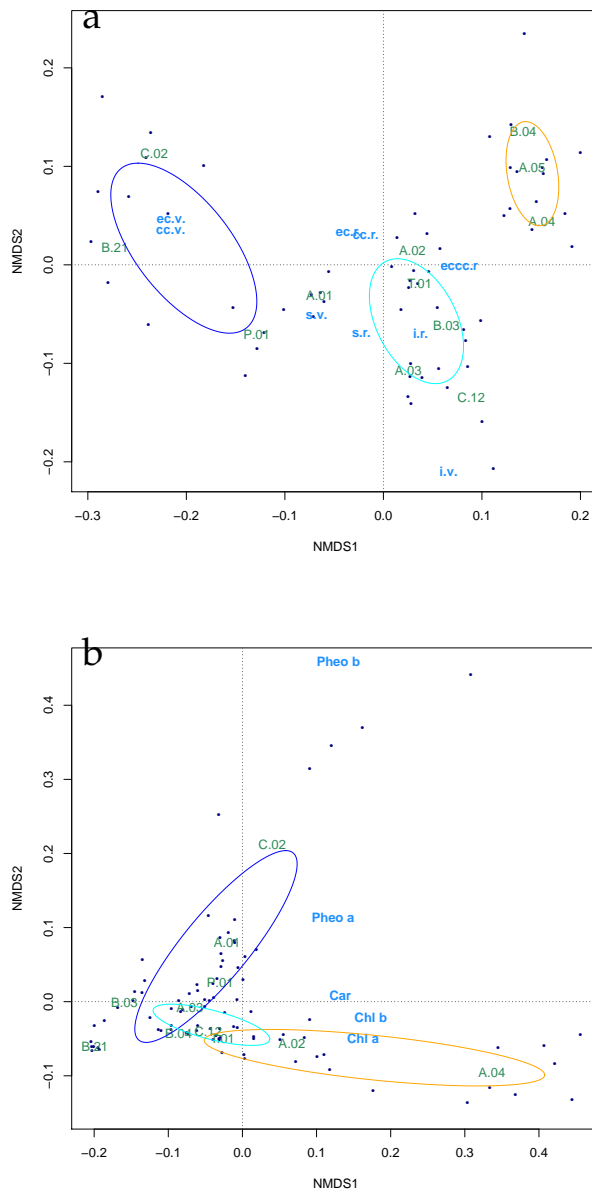 a
0.2
B.04
C.02
A.05
0.1
ec.v.
A.04
cc.v.
ec.r.
cc.r.
B.21
A.02
eccc.r
NMDS2
0.0
T.01
A.01
s.v.
B.03
P.01
s.r.
i.r.
−0.1
A.03
C.12
−0.2
i.v.
−0.3 −0.2 −0.1 0.0 0.1 0.2
NMDS1
b
Pheo b
0.4
0.3
C.02
NMDS2
0.2
Pheo a
0.1
A.01
P.01
Car
0.0
B.03
A.03
Chl b
B.04
C.12
Chl a
A.02
A.04
−0.1
−0.2 −0.1 0.0 0.1 0.2 0.3 0.4
NMDS1